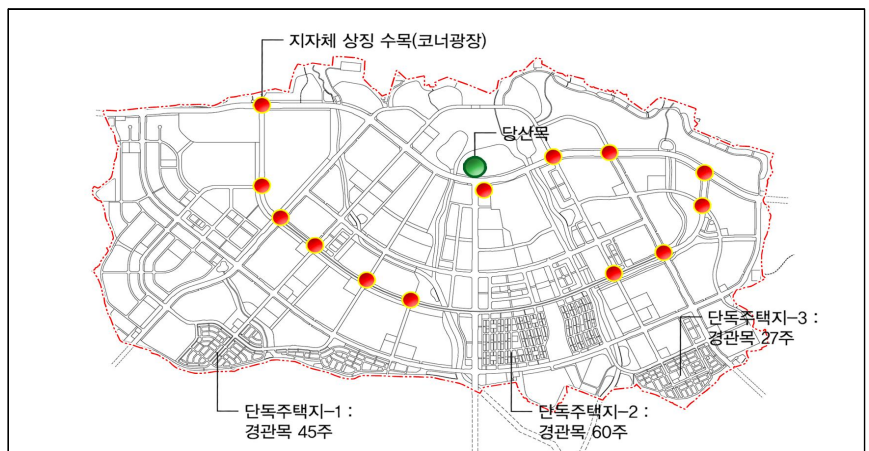 지자체 상징 수목(코너광장)
당산목
단독주택지-3 :
경관목 27주
단독주택지-1 :
경관목 45주
단독주택지-2 :
경관목 60주